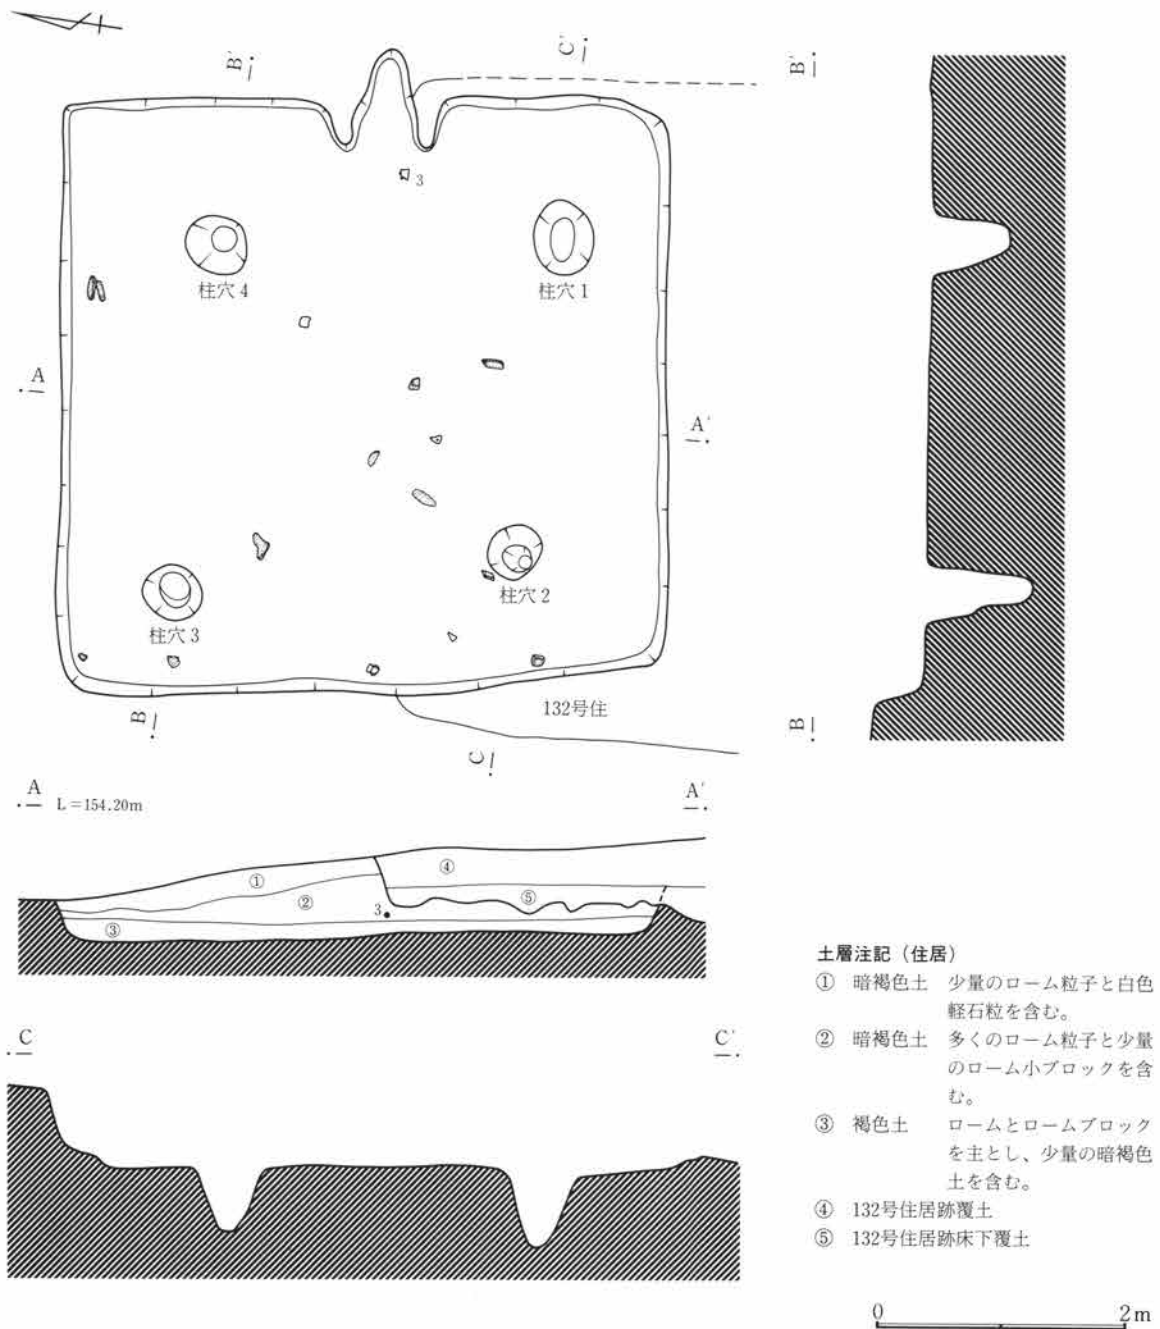 B'
C'
B'
3
柱穴 4
柱穴 1
A
A'
柱穴 3
柱穴 2
132号住
B
C
B
A
L =154.20m
A'
①
②
③
④
⑤
3
C
C'
土層注記（住居）
① 暗褐色土 少量のローム粒子と白色
軽石粒を含む。
② 暗褐色土 多くのローム粒子と少量
のローム小ブロックを含
む。
③ 褐色土 ロームとロームブロック
を主とし、少量の暗褐色
土を含む。
④ 132号住居跡覆土
⑤ 132号住居跡床下覆土
0 2 m